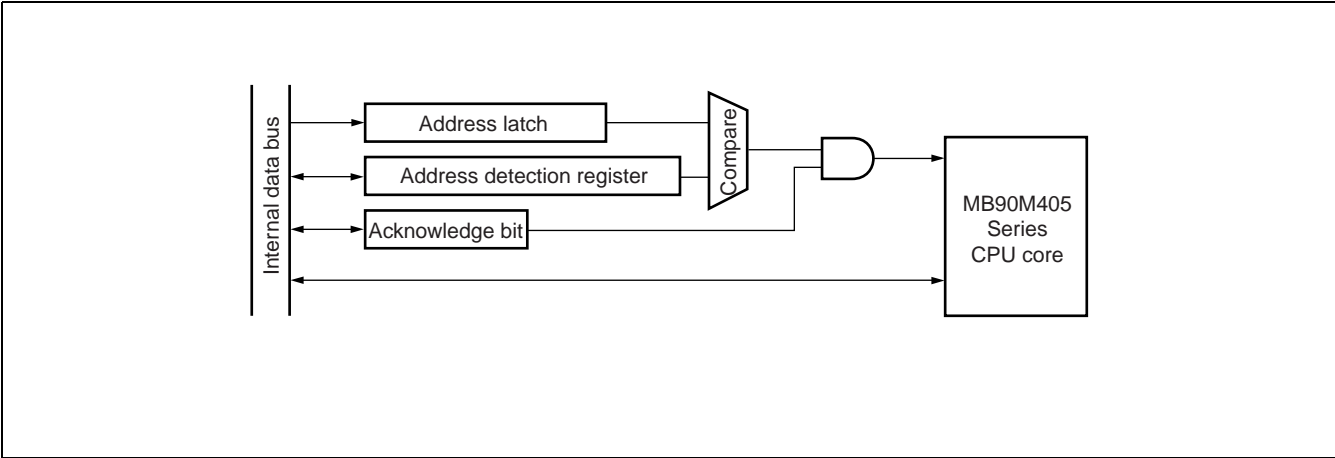 Internal data bus
Address latch
Address detection register
Acknowledge bit
Compare
MB90M405
Series
CPU core